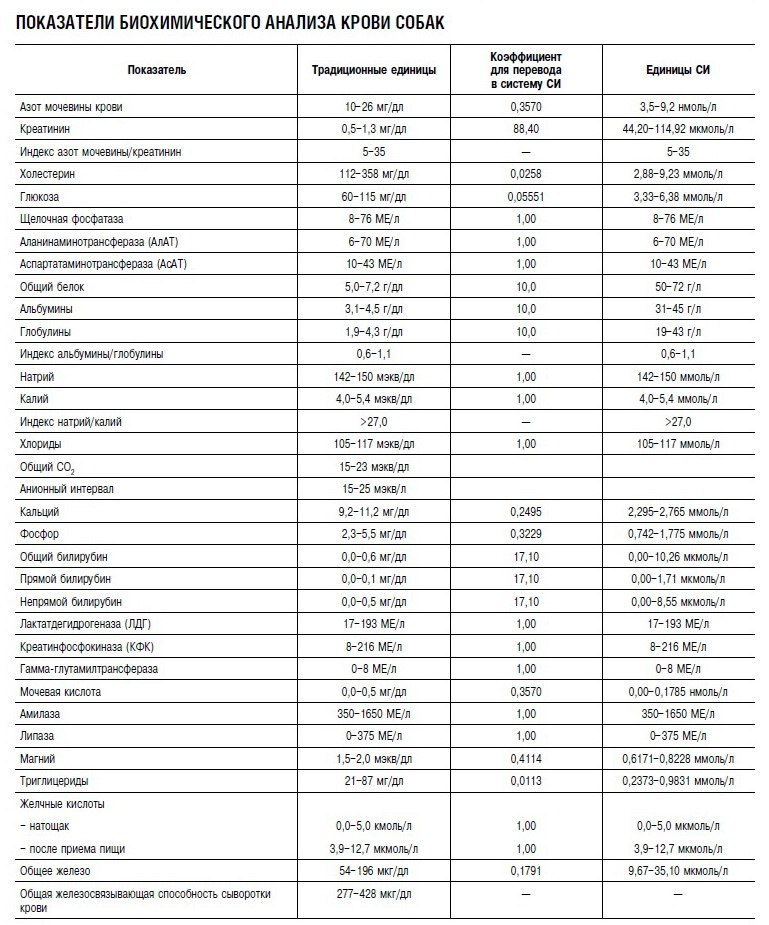 ПОКАЗАТЕЛИ БИОХИМИЧЕСКОГО АНАЛИЗА КРОВИ СОБАК
Показатель Традиционные единицы Коэффициент для перевода в систему СИ Единицы СИ
Азот мочевины крови 10–26 мг/дл 0,3570 3,5–9,2 нмоль/л
Креатинин 0,5–1,3 мг/дл 88,40 44,20–114,92 мкмоль/л
Индекс азот мочевины/креатинин 5–35 — 5–35
Холестерин 112–358 мг/дл 0,0258 2,88–9,23 ммоль/л
Глюкоза 60–115 мг/дл 0,05551 3,33–6,38 ммоль/л
Щелочная фосфатаза 8–76 МЕ/л 1,00 8–76 МЕ/л
Аланинаминотрансфераза (АлАТ) 6–70 МЕ/л 1,00 6–70 МЕ/л
Аспартатаминотрансфераза (АсАТ) 10–43 МЕ/л 1,00 10–43 МЕ/л
Общий белок 5,0–7,2 г/дл 10,0 50–72 г/л
Альбумины 3,1–4,5 г/дл 10,0 31–45 г/л
Глобулины 1,9–4,3 г/дл 10,0 19–43 г/л
Индекс альбумины/глобулины 0,6–1,1 — 0,6–1,1
Натрий 142–150 мэкв/дл 1,00 142–150 ммоль/л
Калий 4,0–5,4 мэкв/дл 1,00 4,0–5,4 ммоль/л
Индекс натрий/калий >27,0 — >27,0
Хлориды 105–117 мэкв/дл 1,00 105–117 ммоль/л
Общий CO2 15–23 мэкв/дл
Анионный интервал 15–25 мэкв/л
Кальций 9,2–11,2 мг/дл 0,2495 2,295–2,765 ммоль/л
Фосфор 2,3–5,5 мг/дл 0,3229 0,742–1,775 ммоль/л
Общий билирубин 0,0–0,6 мг/дл 17,10 0,00–10,26 мкмоль/л
Прямой билирубин 0,0–0,1 мг/дл 17,10 0,00–1,71 мкмоль/л
Непрямой билирубин 0,0–0,5 мг/дл 17,10 0,00–8,55 мкмоль/л
Лактатдегидрогеназа (ЛДГ) 17–193 МЕ/л 1,00 17–193 МЕ/л
Креатинфосфокиназа (КФК) 8–216 МЕ/л 1,00 8–216 МЕ/л
Гамма-глутамилтрансфераза 0–8 МЕ/л 1,00 0–8 МЕ/л
Мочевая кислота 0,0–0,5 мг/дл 0,3570 0,00–0,1785 нмоль/л
Амилаза 350–1650 МЕ/л 1,00 350–1650 МЕ/л
Липаза 0–375 МЕ/л 1,00 0–375 МЕ/л
Магний 1,5–2,0 мэкв/дл 0,4114 0,6171–0,8228 ммоль/л
Триглицериды 21–87 мг/дл 0,0113 0,2373–0,9831 ммоль/л
Желчные кислоты
– натощак 0,0–5,0 кмоль/л 1,00 0,0–5,0 мкмоль/л
– после приема пищи 3,9–12,7 мкмоль/л 1,00 3,9–12,7 мкмоль/л
Общее железо 54–196 мкг/дл 0,1791 9,67–35,10 мкмоль/л
Общая железосвязывающая способность сыворотки 277–428 мкг/дл — —
крови